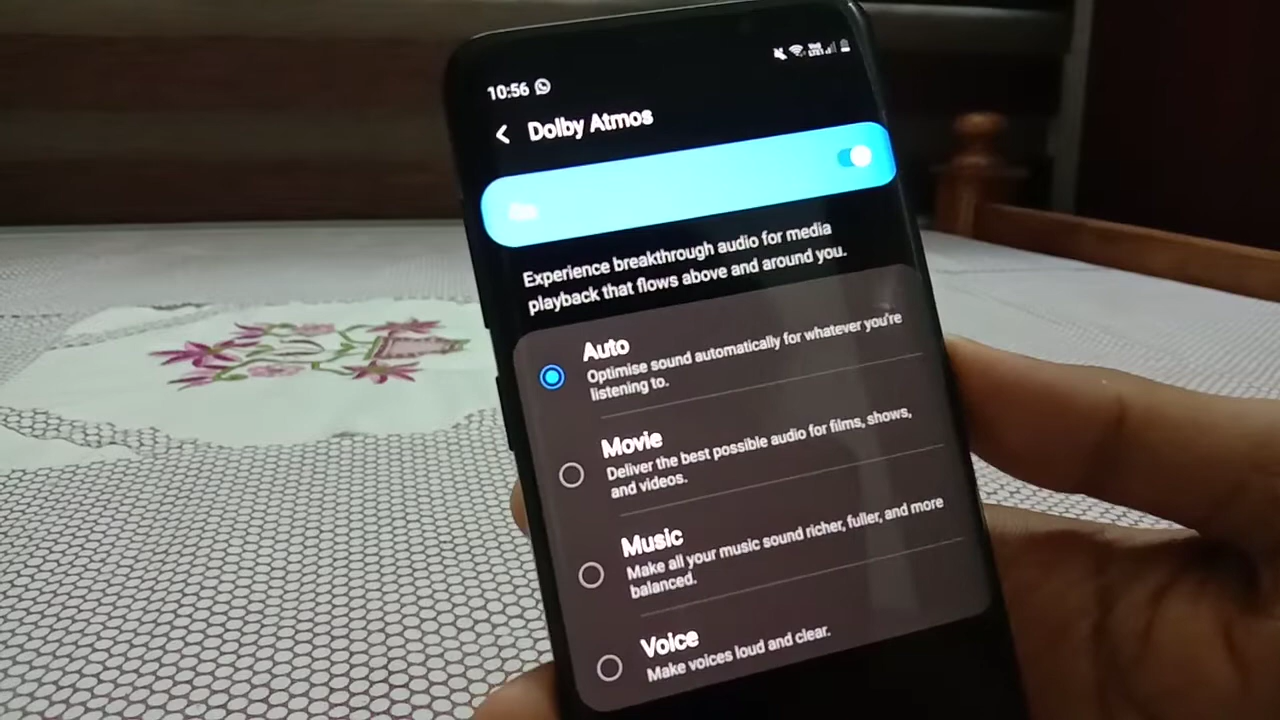 10:56
Dolby Atmos
On
Experience breakthrough audio for media
playback that flows above and around you.
Auto
Optimise sound automatically for whatever you're
listening to.
Movie
Deliver the best possible audio for films, shows,
and videos.
Music
Make all your music sound richer, fuller, and more
balanced.
Voice
Make voices loud and clear.